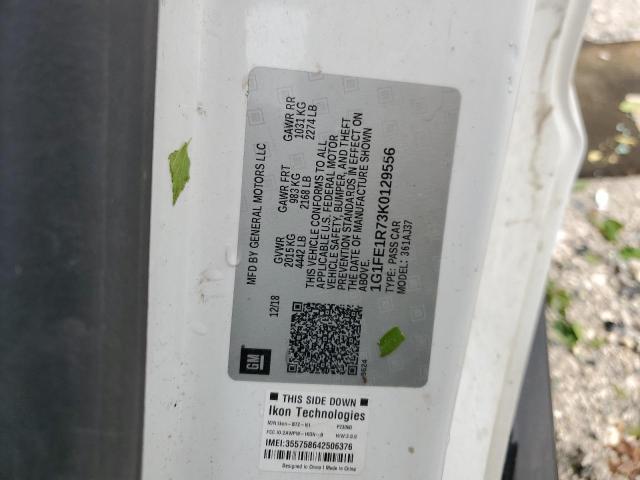 MFD BY GENERAL MOTORS LLC
12/18
GVWR
2015 KG
4442 LB
GAWR FRT
983 KG
2168 LB
GAWR RR
1031 KG
2274 LB
THIS VEHICLE CONFORMS TO ALL
APPLICABLE U.S. FEDERAL MOTOR
VEHICLE SAFETY, BUMPER, AND THEFT
PREVENTION STANDARDS IN EFFECT ON
THE DATE OF MANUFACTURE SHOWN
ABOVE.
1G1FE1R73K0129556
TYPE: PASS CAR
MODEL: 361AJ37
GM
THIS SIDE DOWN
Ikon Technologies
IMEI:355758642506376
Designed in China | Made in China